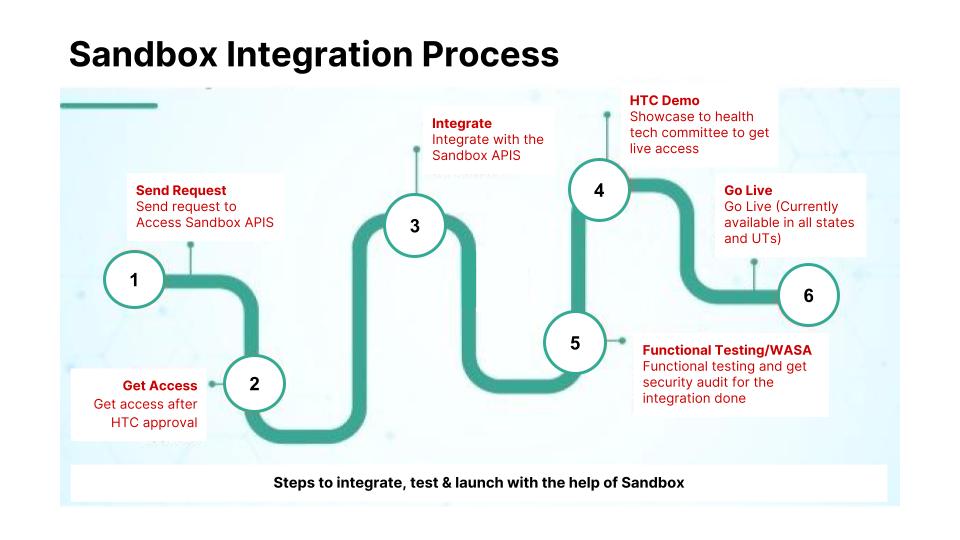 Sandbox Integration Process
1
Send Request
Send request to
Access Sandbox APIS
2
Get Access
Get access after
HTC approval
3
Integrate
Integrate with the
Sandbox APIS
4
HTC Demo
Showcase to health
tech committee to get
live access
5
Functional Testing/WASA
Functional testing and get
security audit for the
integration done
6
Go Live
Go Live (Currently
available in all states
and UTs)
Steps to integrate, test & launch with the help of Sandbox